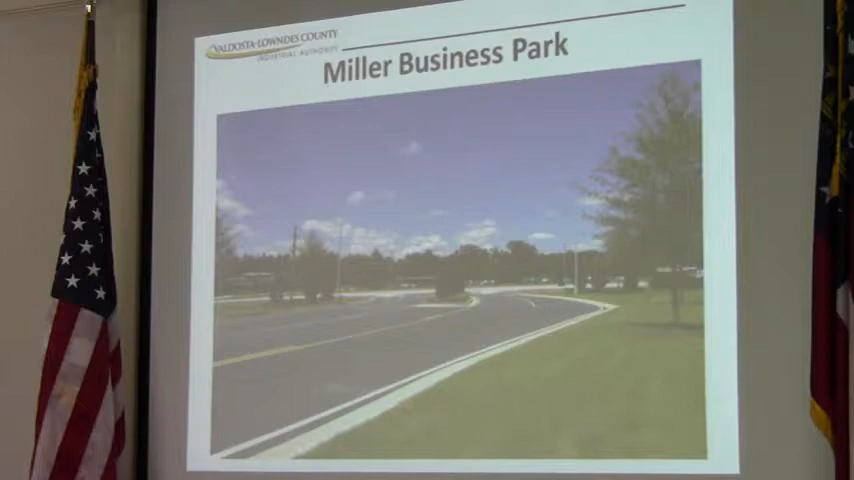 VALDOSTA-LOWNDES COUNTY
INDUSTRIAL AUTHORITY
Miller Business Park